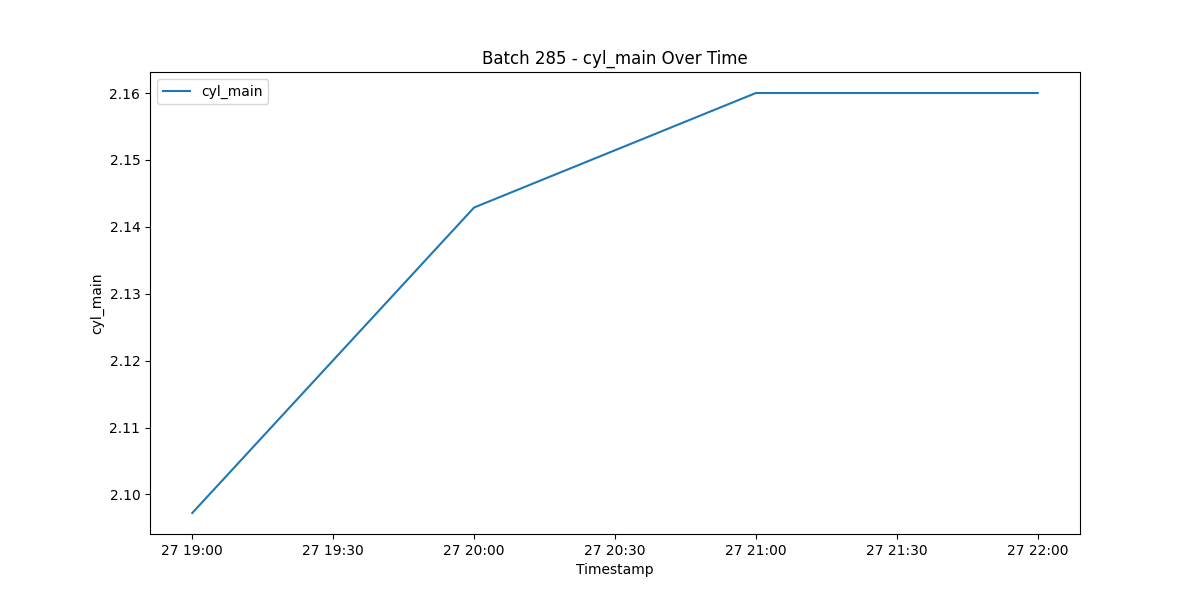 Batch 285 - cyl_main Over Time
cyl_main
2.16
2.15
2.14
2.13
2.12
2.11
2.10
cyl_main
27 19:00 27 19:30 27 20:00 27 20:30 27 21:00 27 21:30 27 22:00
Timestamp